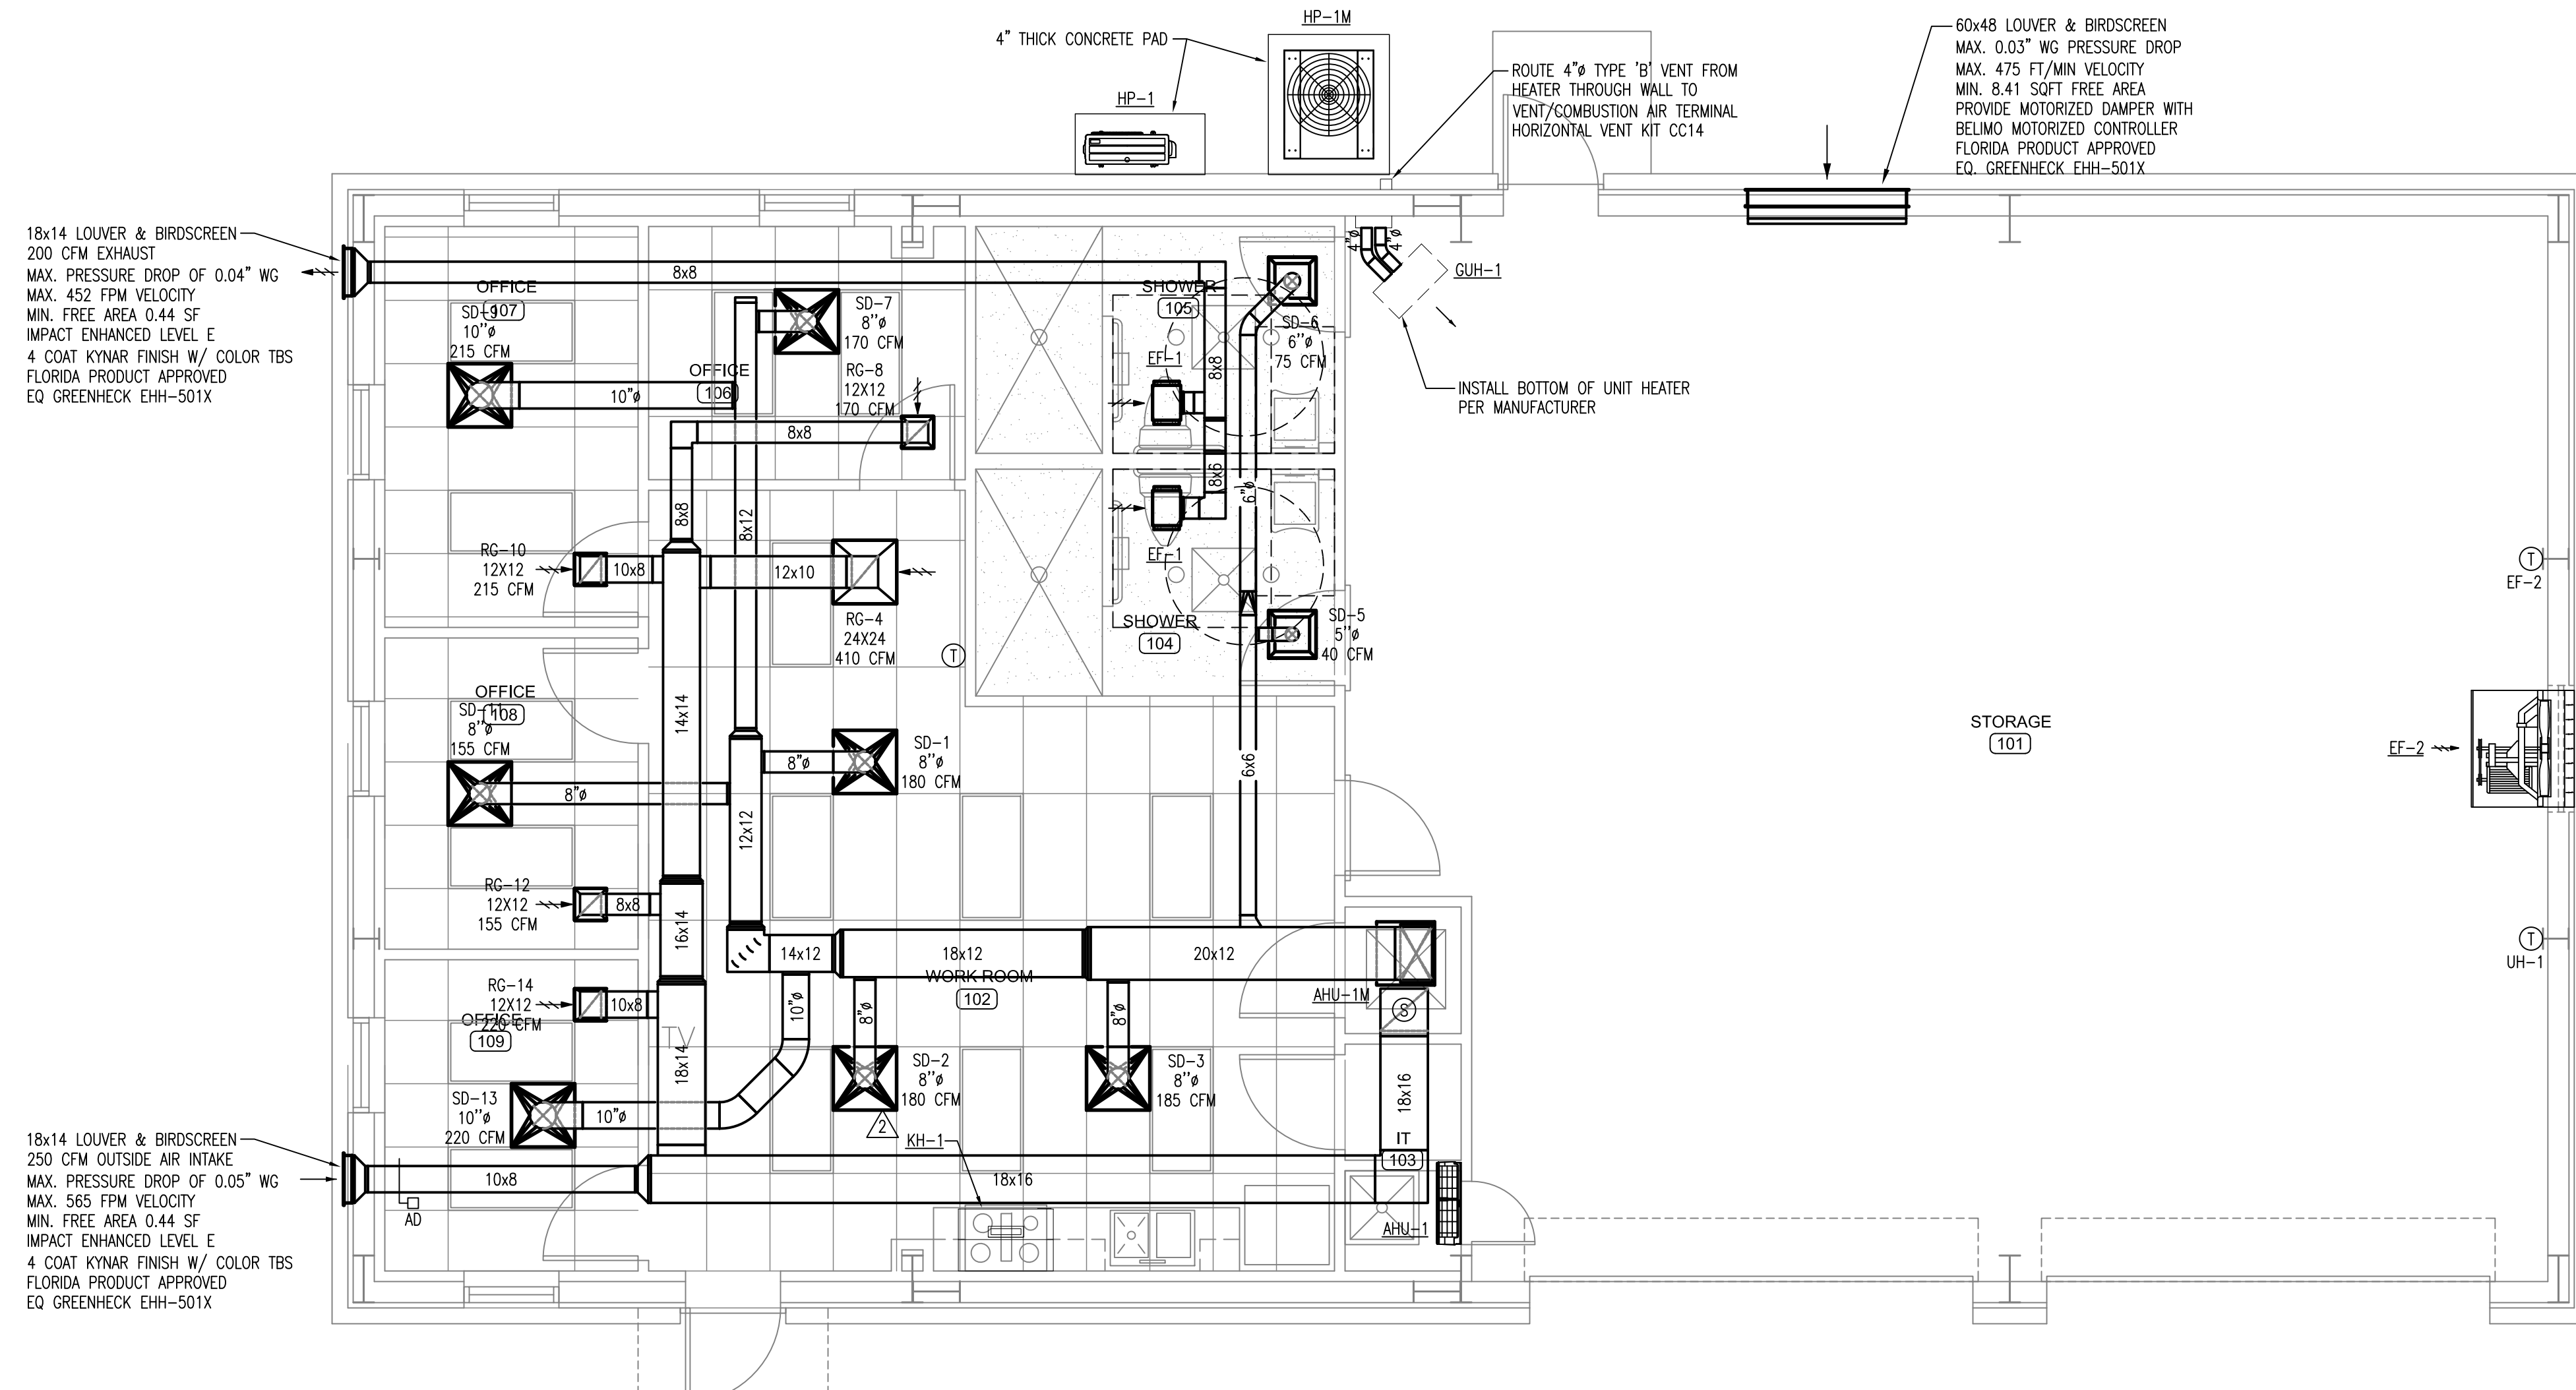 HP-1M
4" THICK CONCRETE PAD
HP-1
ROUTE 4"ø TYPE 'B' VENT FROM
HEATER THROUGH WALL TO
VENT/COMBUSTION AIR TERMINAL
HORIZONTAL VENT KIT CC14
60x48 LOUVER & BIRDSCREEN
MAX. 0.03" WG PRESSURE DROP
MAX. 475 FT/MIN VELOCITY
MIN. 8.41 SQFT FREE AREA
PROVIDE MOTORIZED DAMPER WITH
BELIMO MOTORIZED CONTROLLER
FLORIDA PRODUCT APPROVED
EQ. GREENHECK EHH-501X
18x14 LOUVER & BIRDSCREEN
200 CFM EXHAUST
MAX. PRESSURE DROP OF 0.04" WG
MAX. 452 FPM VELOCITY
MIN. FREE AREA 0.44 SF
IMPACT ENHANCED LEVEL E
4 COAT KYNAR FINISH W/ COLOR TBS
FLORIDA PRODUCT APPROVED
EQ GREENHECK EHH-501X
8x8
OFFICE
107
SD-9
10''ø
215 CFM
10"ø
SD-7
8''ø
170 CFM
OFFICE
106
RG-8
12X12
170 CFM
8x8
8x8
8x12
SHOWER
105
EF-1
8x8
8x6
EF-1
SHOWER
104
SD-6
6''ø
75 CFM
6"ø
4"ø
4"ø
GUH-1
INSTALL BOTTOM OF UNIT HEATER
PER MANUFACTURER
RG-10
12X12
215 CFM
10x8
12x10
RG-4
24X24
410 CFM
T
SD-5
5''ø
40 CFM
T
EF-2
OFFICE
108
SD-11
8''ø
155 CFM
8"ø
14x14
SD-1
8''ø
180 CFM
8"ø
12x12
6x6
STORAGE
101
EF-2
RG-12
12X12
155 CFM
8x8
16x14
14x12
18x12
20x12
WORK ROOM
102
AHU-1M
S
T
UH-1
RG-14
12X12
220 CFM
10x8
OFFICE
109
TV
18x14
10"ø
8"ø
8"ø
SD-2
8''ø
180 CFM
2
SD-3
8''ø
185 CFM
18x16
SD-13
10''ø
220 CFM
10"ø
KH-1
IT
103
18x14 LOUVER & BIRDSCREEN
250 CFM OUTSIDE AIR INTAKE
MAX. PRESSURE DROP OF 0.05" WG
MAX. 565 FPM VELOCITY
MIN. FREE AREA 0.44 SF
IMPACT ENHANCED LEVEL E
4 COAT KYNAR FINISH W/ COLOR TBS
FLORIDA PRODUCT APPROVED
EQ GREENHECK EHH-501X
10x8
AD
18x16
AHU-1